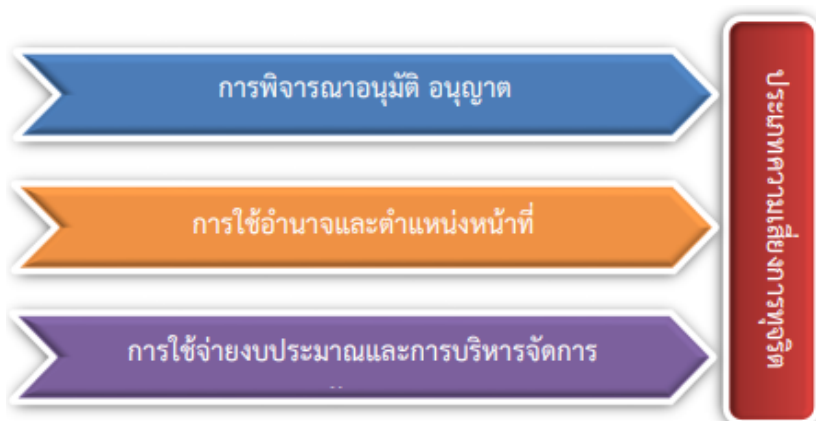 การพิจารณาอนุมัติ อนุญาต
การใช้อำนาจและตำแหน่งหน้าที่
การใช้จ่ายงบประมาณและการบริหารจัดการ
ประเภทความเสี่ยงการทุจริต